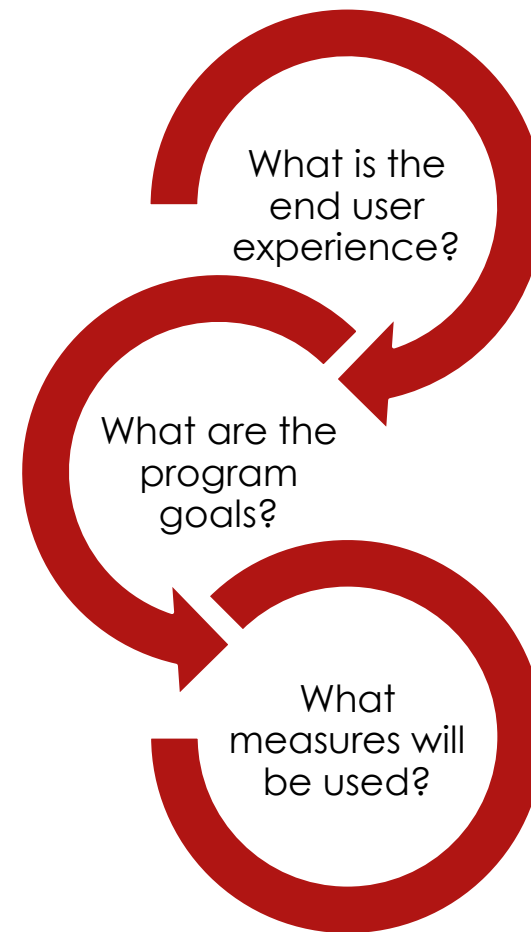 What is the
end user
experience?
What are the
program
goals?
What
measures will
be used?